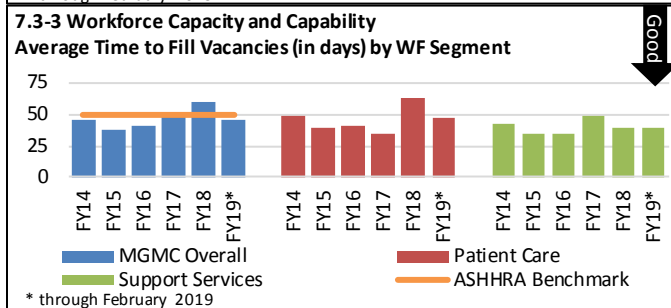 7.3-3 Workforce Capacity and Capability
Average Time to Fill Vacancies (in days) by WF Segment
Good
75
50
25
0
FY14 FY15 FY16 FY17 FY18 FY19* FY14 FY15 FY16 FY17 FY18 FY19* FY14 FY15 FY16 FY17 FY18 FY19*
MGMC Overall Patient Care
Support Services ASHHRA Benchmark
* through February 2019